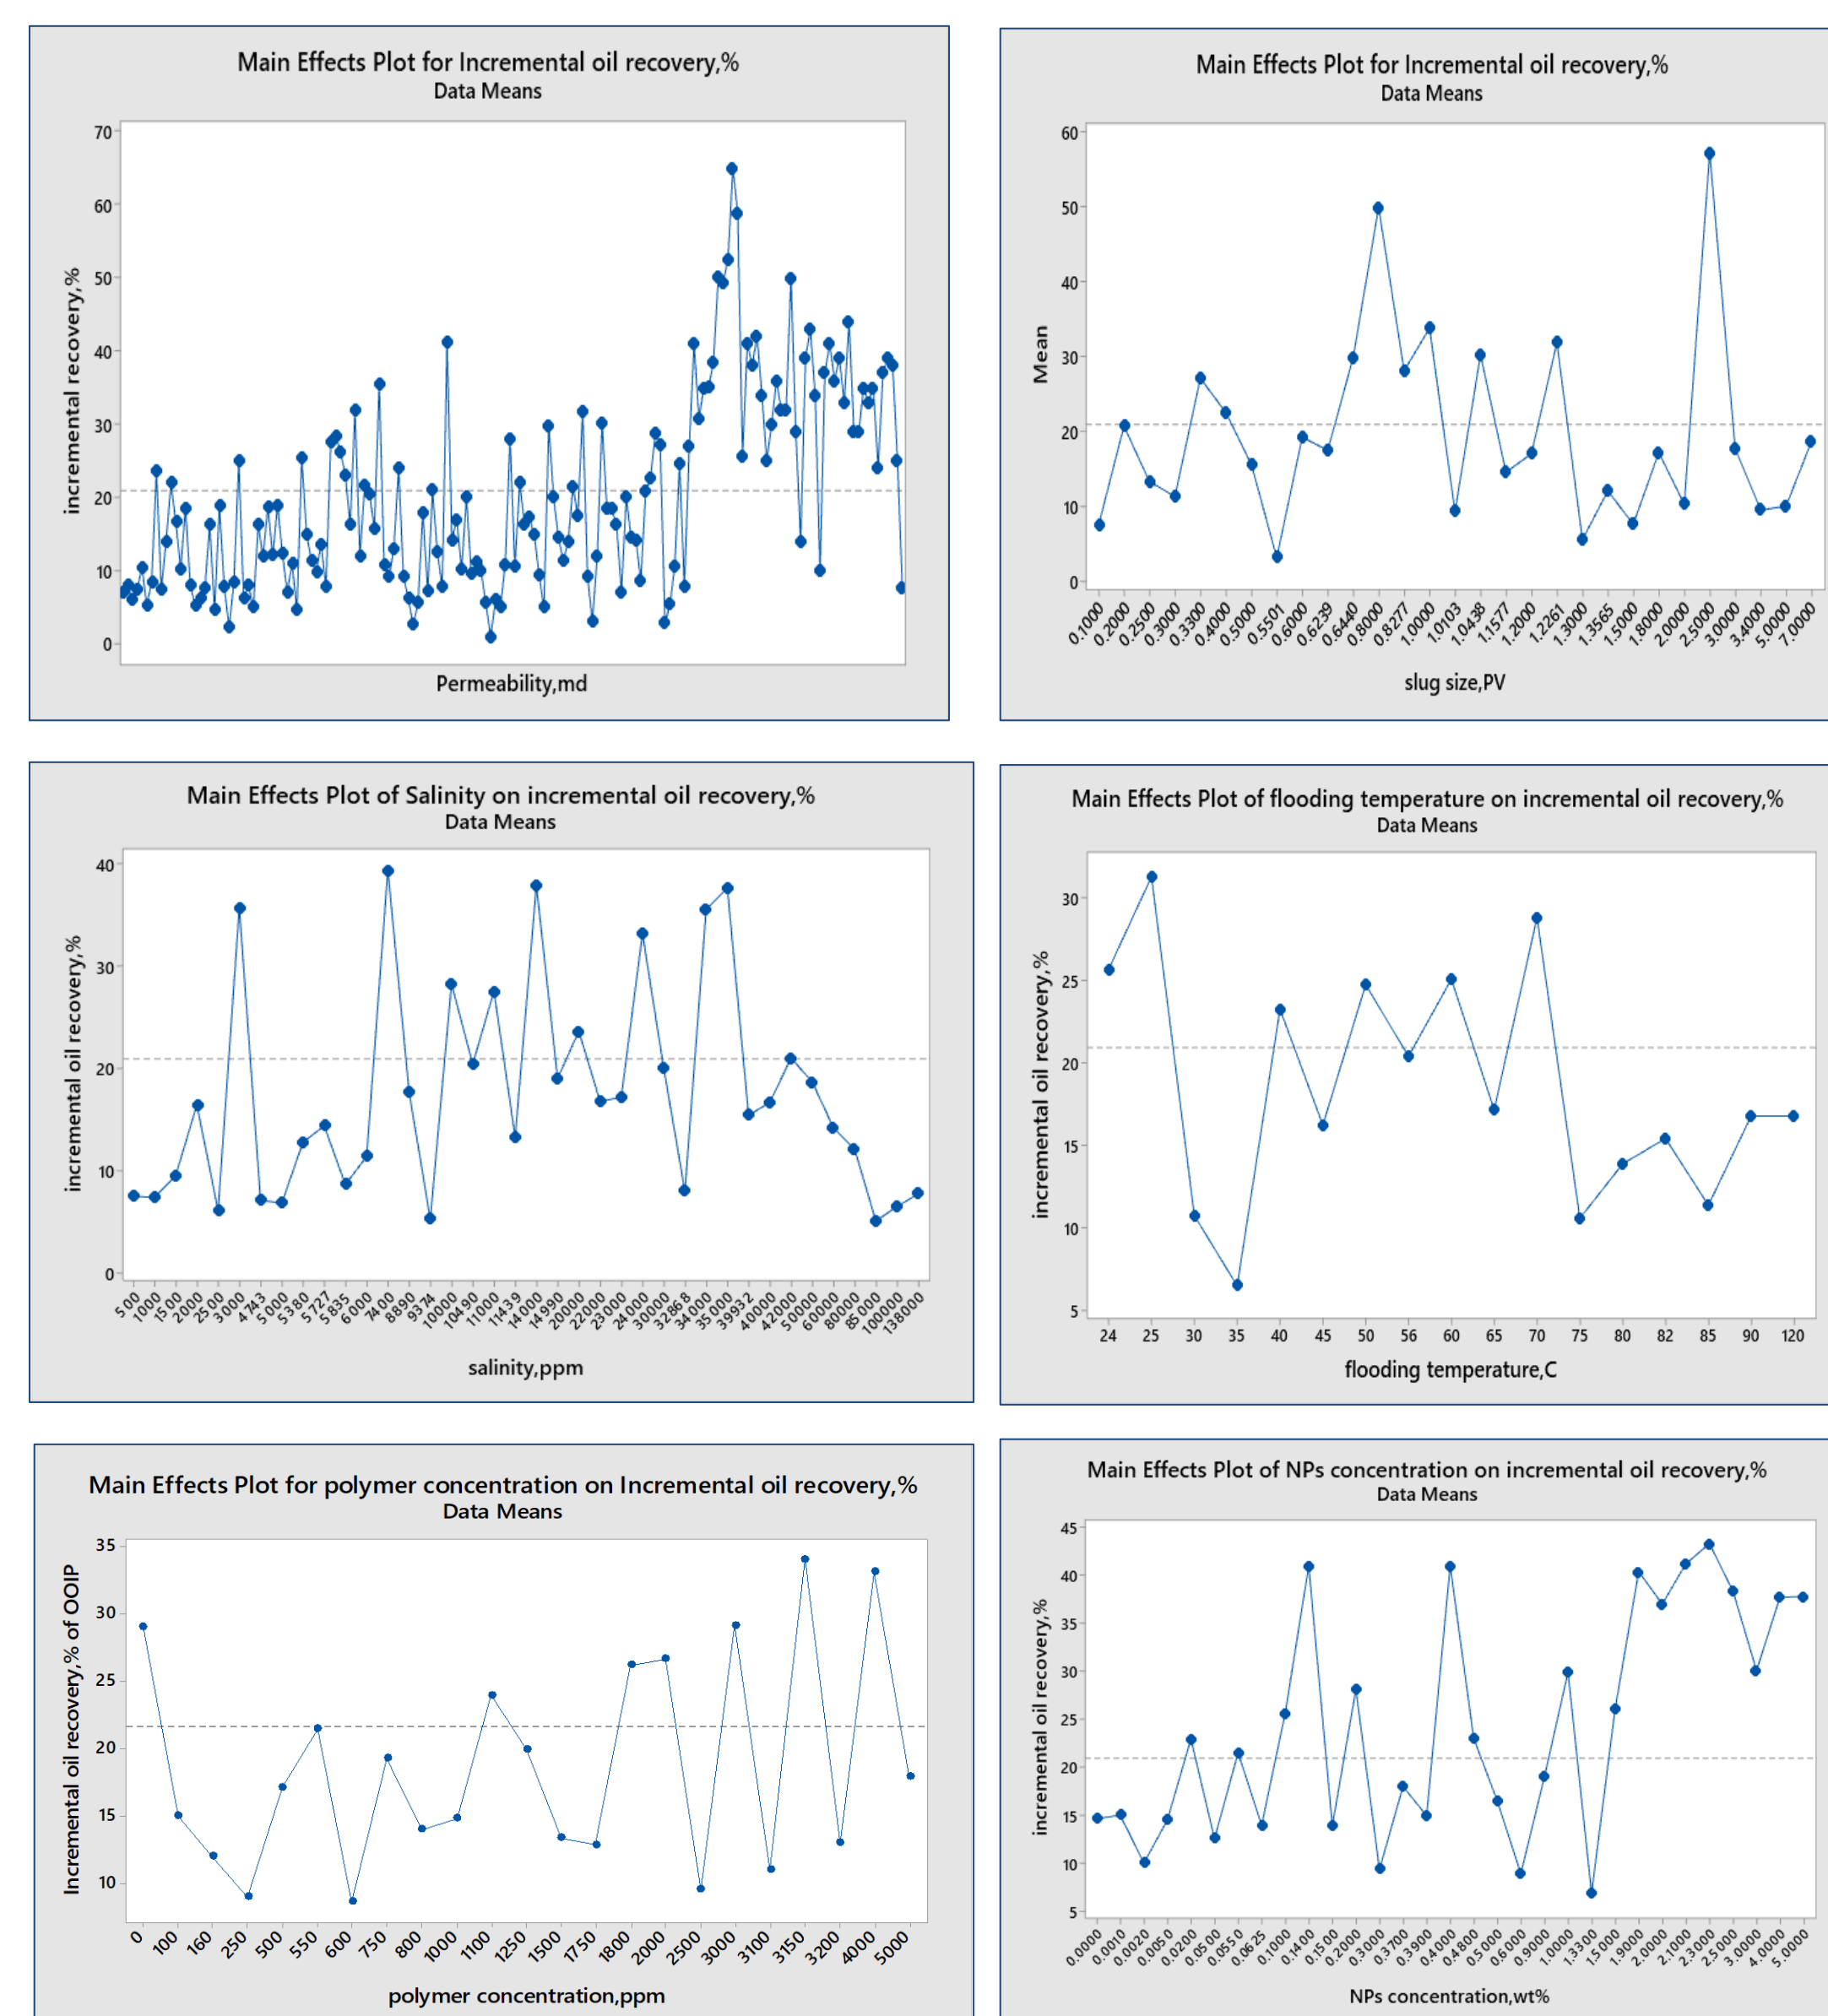 Main Effects Plot for Incremental oil recovery,%
Data Means
incremental recovery,%
70
60
50
40
30
20
10
0
Permeability,md
Main Effects Plot for Incremental oil recovery,%
Data Means
Mean
60
50
40
30
20
10
0
0.1000 0.2000 0.2500 0.3000 0.3300 0.4000 0.5000 0.5501 0.6000 0.6239 0.6440 0.8000 0.8277 1.0000 1.0103 1.0438 1.1577 1.2000 1.2261 1.3000 1.3565 1.5000 1.8000 2.0000 2.5000 3.0000 3.4000 5.0000 7.0000
slug size,PV
Main Effects Plot of Salinity on incremental oil recovery,%
Data Means
incremental oil recovery,%
40
30
20
10
0
500 1000 1500 2000 2500 3000 4743 5000 5380 5727 5835 6000 7400 8890 9374 10000 10490 11000 11439 14000 14990 20000 22000 23000 24000 30000 32868 34000 35000 39932 40000 42000 50000 60000 80000 85000 100000 138000
salinity,ppm
Main Effects Plot of flooding temperature on incremental oil recovery,%
Data Means
incremental oil recovery,%
30
25
20
15
10
5
24 25 30 35 40 45 50 56 60 65 70 75 80 82 85 90 120
flooding temperature,C
Main Effects Plot for polymer concentration on Incremental oil recovery,%
Data Means
Incremental oil recovery,% of OOIP
35
30
25
20
15
10
0 100 160 250 500 550 600 750 800 1000 1100 1250 1500 1750 1800 2000 2500 3000 3100 3150 3200 4000 5000
polymer concentration,ppm
Main Effects Plot of NPs concentration on incremental oil recovery,%
Data Means
incremental oil recovery,%
45
40
35
30
25
20
15
10
5
0.0000 0.0010 0.0020 0.0050 0.0200 0.0500 0.0550 0.0625 0.1000 0.1400 0.1500 0.2000 0.3000 0.3700 0.3900 0.4000 0.4800 0.5000 0.6000 0.9000 1.0000 1.3300 1.5000 1.9000 2.0000 2.1000 2.3000 2.5000 3.0000 4.0000 5.0000
NPs concentration,wt%